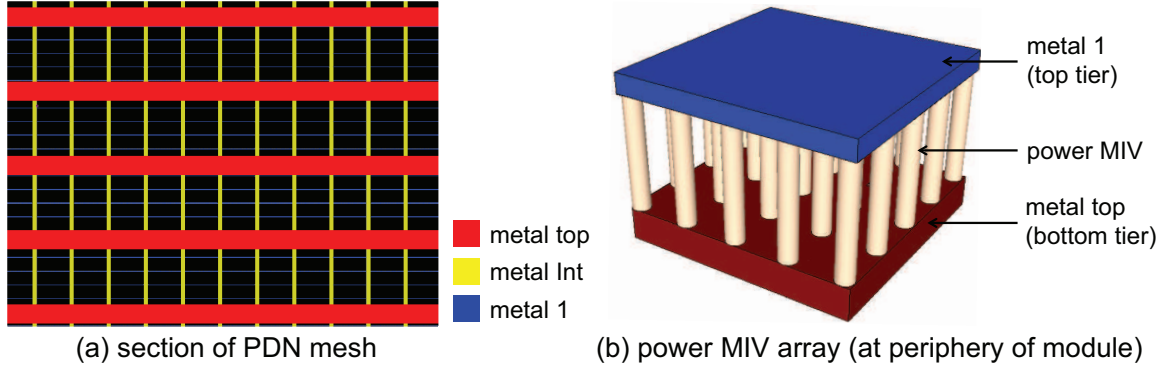 metal top
metal Int
metal 1
(a) section of PDN mesh
metal 1
(top tier)
power MIV
metal top
(bottom tier)
(b) power MIV array (at periphery of module)